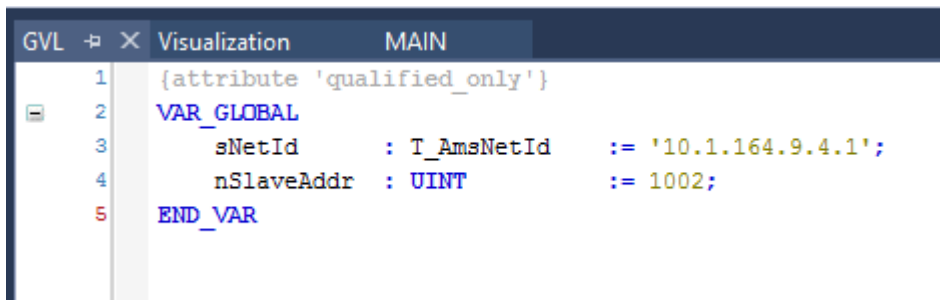 GVL Visualization MAIN
1 {attribute 'qualified_only'}
2 VAR_GLOBAL
3 sNetId : T_AmsNetId := '10.1.164.9.4.1';
4 nSlaveAddr : UINT := 1002;
5 END_VAR